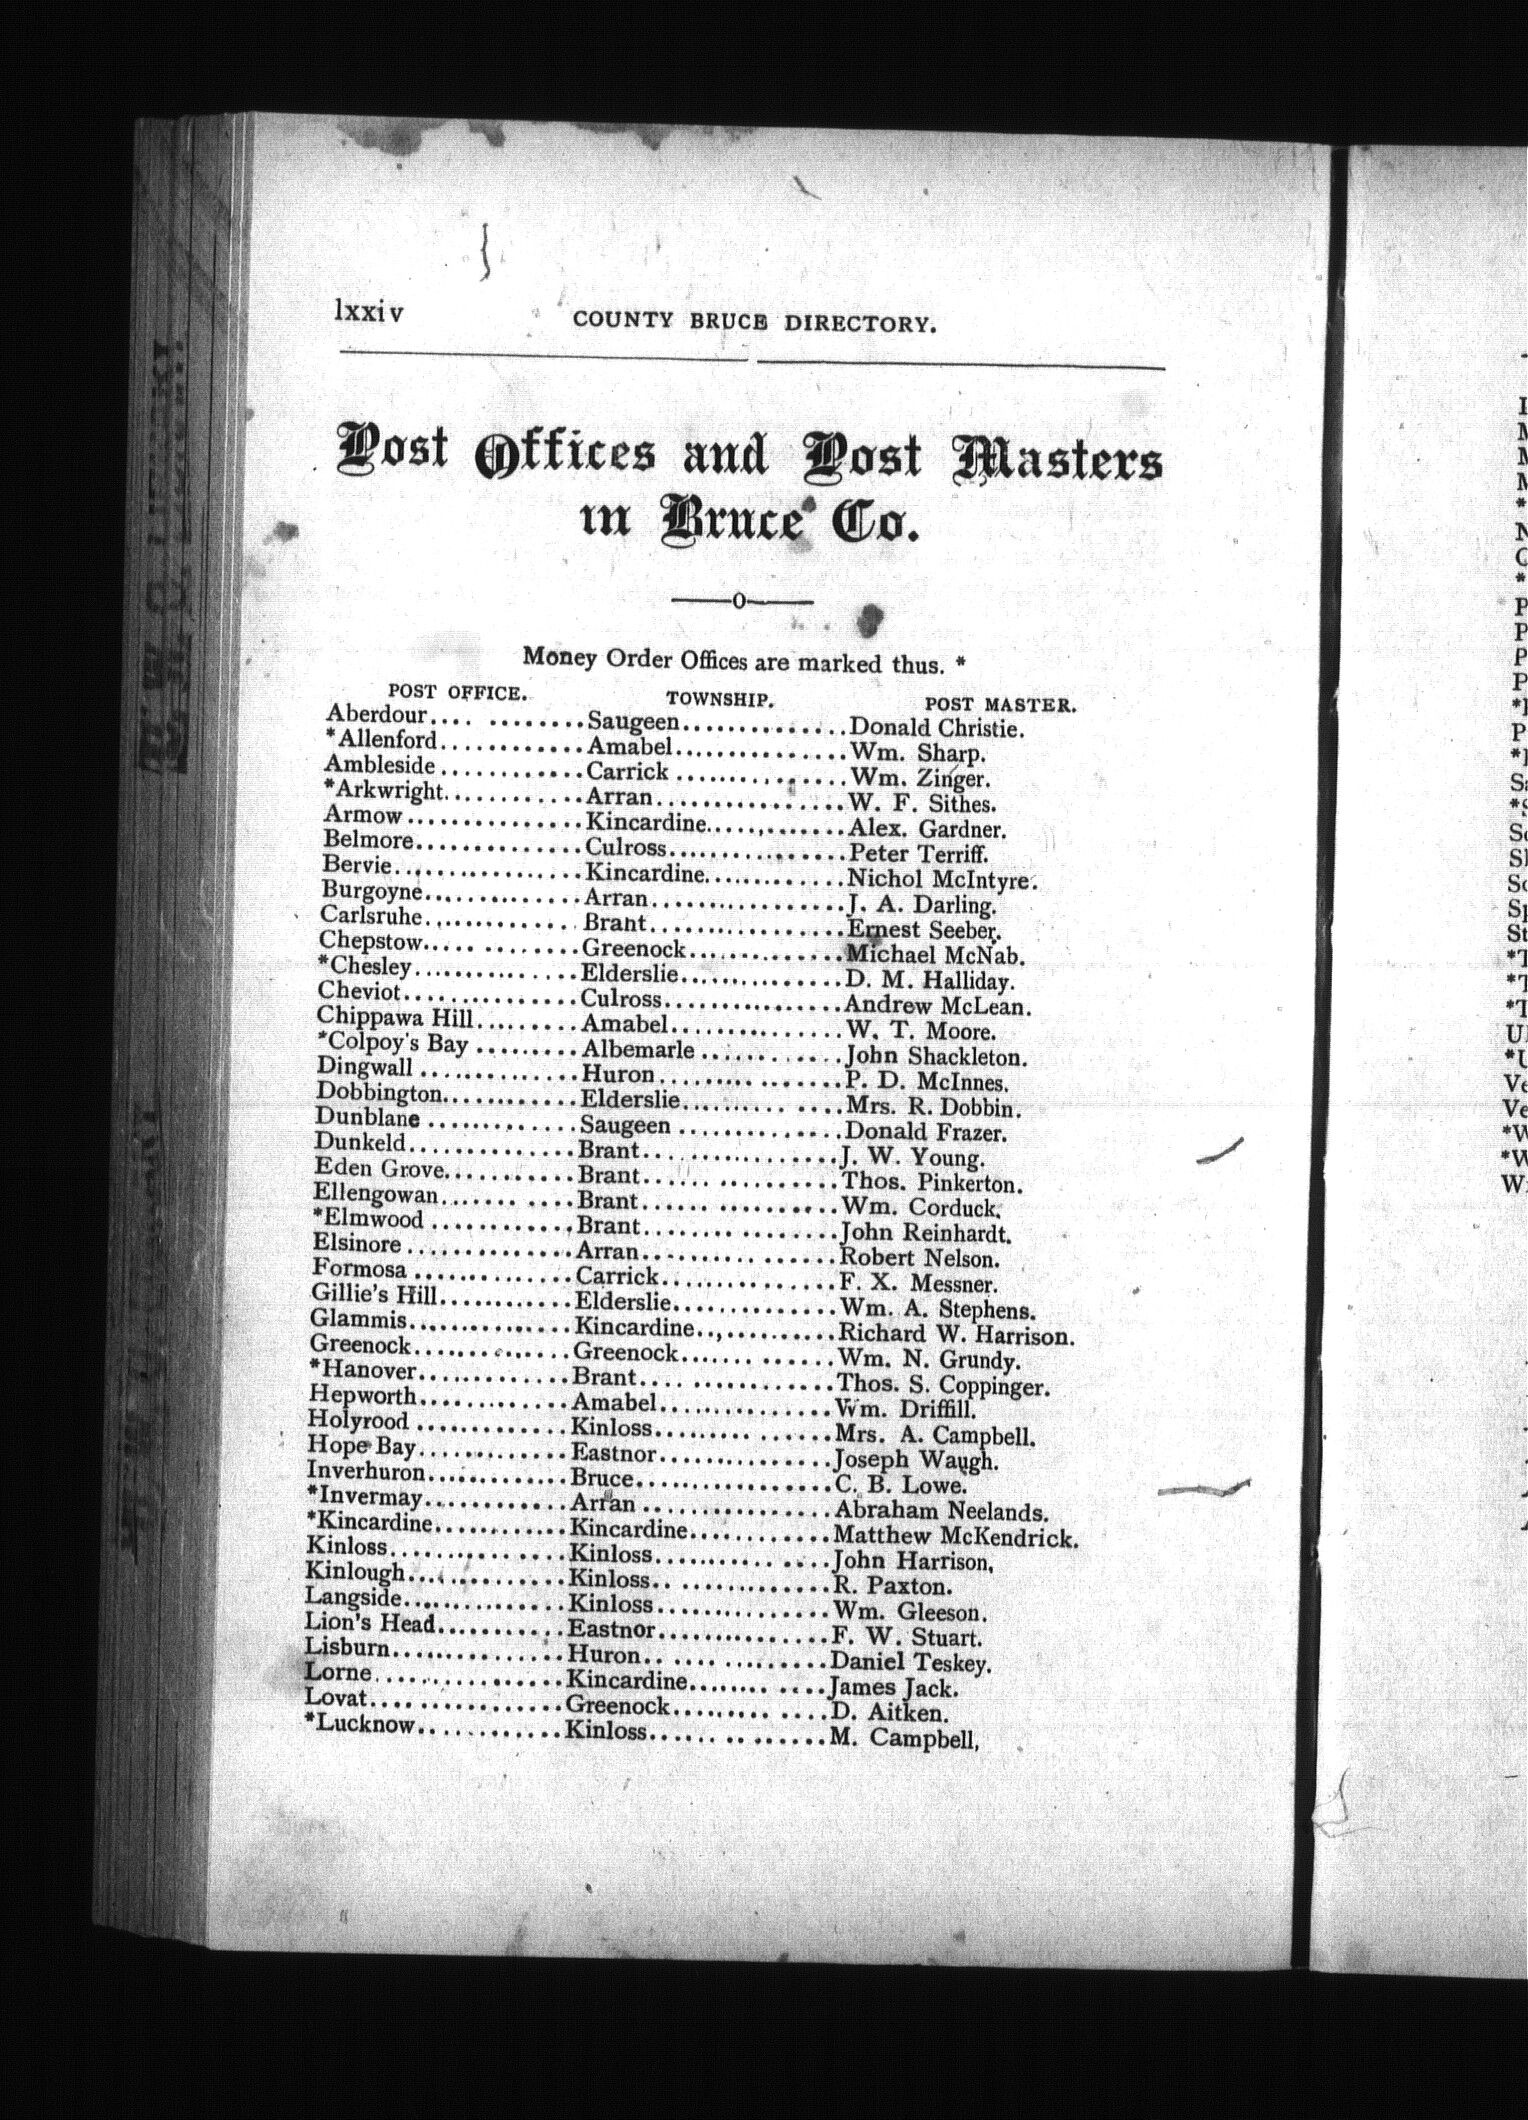 lxxiv COUNTY BRUCE DIRECTORY.
Post Offices and Post Masters
in Bruce Co.
Money Order Offices are marked thus. *
POST OFFICE. TOWNSHIP. POST MASTER.
Aberdour.... ........Saugeen..............Donald Christie.
*Allenford............Amabel...............Wm. Sharp.
Ambleside............Carrick..............Wm. Zinger.
*Arkwright............Arran................W. F. Sithes.
Armow...............Kincardine............Alex. Gardner.
Belmore..............Culross...............Peter Terriff.
Bervie................Kincardine............Nichol McIntyre.
Burgoyne.............Arran.................J. A. Darling.
Carlsruhe.............Brant.................Ernest Seeber.
Chepstow..... ........Greenock.............Michael McNab.
*Chesley..............Elderslie..............D. M. Halliday.
Cheviot...............Culross...............Andrew McLean.
Chippawa Hill.........Amabel...............W. T. Moore.
*Colpoy's Bay.........Albemarle............John Shackleton.
Dingwall..............Huron......... .......P. D. McInnes.
Dobbington............Elderslie......... .. ....Mrs. R. Dobbin.
Dunblane.............Saugeen..............Donald Frazer.
Dunkeld..............Brant.. ..............J. W. Young.
Eden Grove...........Brant...... ..........Thos. Pinkerton.
Ellengowan....... ....Brant...... ..........Wm. Corduck.
*Elmwood............Brant........ ........John Reinhardt.
Elsinore..............Arran......... ......Robert Nelson.
Formosa..............Carrick..............F. X. Messner.
Gillie's Hill...........Elderslie.............Wm. A. Stephens.
Glammis..............Kincardine............Richard W. Harrison.
Greenock.............Greenock....... ......Wm. N. Grundy.
*Hanover.............Brant.... .............Thos. S. Coppinger.
Hepworth.............Amabel..............Wm. Driffill.
Holyrood.............Kinloss......... ......Mrs. A. Campbell.
Hope Bay.............Eastnor..............Joseph Waugh.
Inverhuron............Bruce................C. B. Lowe.
*Invermay............Arran...............Abraham Neelands.
*Kincardine...........Kincardine...........Matthew McKendrick.
Kinloss...............Kinloss.......... ....John Harrison,
Kinlough..............Kinloss.. ............R. Paxton.
Langside..............Kinloss..............Wm. Gleeson.
Lion's Head...........Eastnor..............F. W. Stuart.
Lisburn...............Huron.. .... .........Daniel Teskey.
Lorne................Kincardine....... ....James Jack.
Lovat................Greenock......... ....D. Aitken.
*Lucknow............Kinloss...... .. ......M. Campbell,